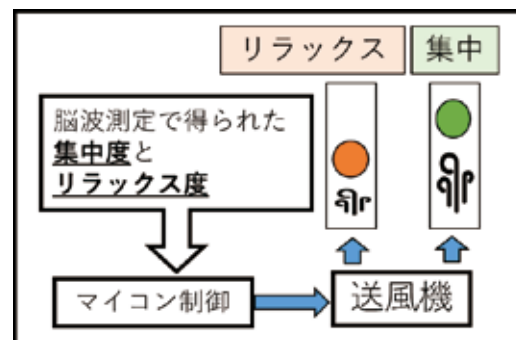 リラックス
集中
脳波測定で得られた
集中度と
リラックス度
マイコン制御
送風機